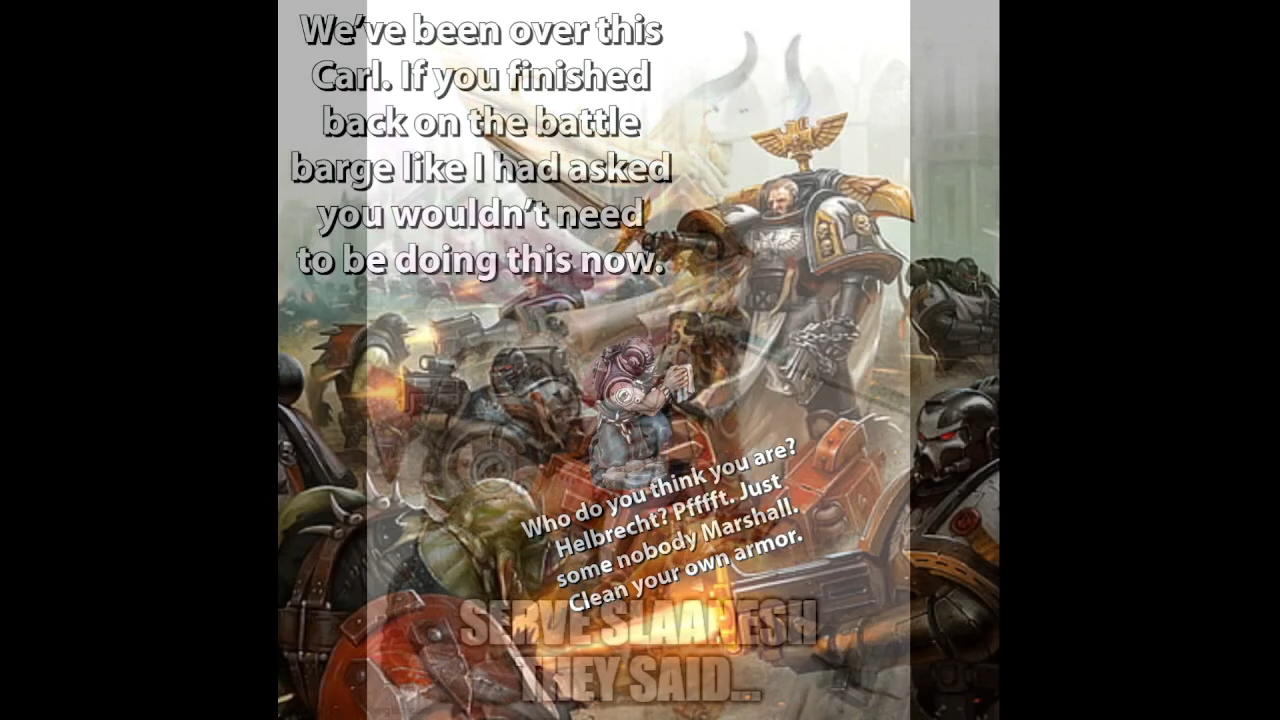 We've been over this
Carl. If you finished
back on the battle
barge like I had asked
you wouldn't need
to be doing this now.
Who do you think you are?
Helbrecht? Pfffft. Just
some nobody Marshall.
Clean your own armor.
SERVE SLAANESH
THEY SAID...